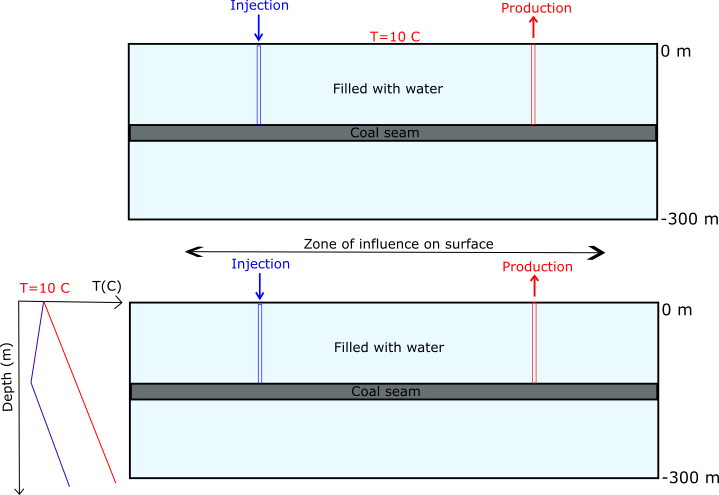 Injection
Production
T=10 C
0 m
Filled with water
Coal seam
-300 m
Zone of influence on surface
Injection
Production
T=10 C
T(C)
0 m
Filled with water
Depth (m)
Coal seam
-300 m